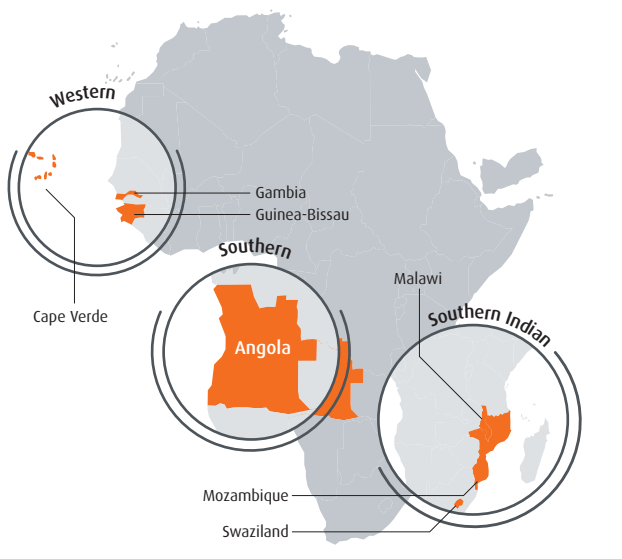 Western
Gambia
Guinea-Bissau
Southern
Cape Verde
Malawi
Southern Indian
Angola
Mozambique
Swaziland